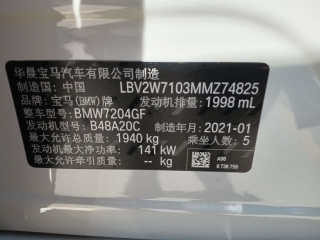 华晨宝马汽车有限公司制造
制造国：中国 LBV2W7103MMZ74825
品牌：宝马(BMW)牌 发动机排量：1998 mL
整车型号：BMW7204GF
发动机型号：B48A20C 制造年月：2021-01
最大允许总质量：1940 kg 乘坐人数：5
发动机最大净功率：141 kW A96
最大允许牵引质量：-- kg 8 736 756